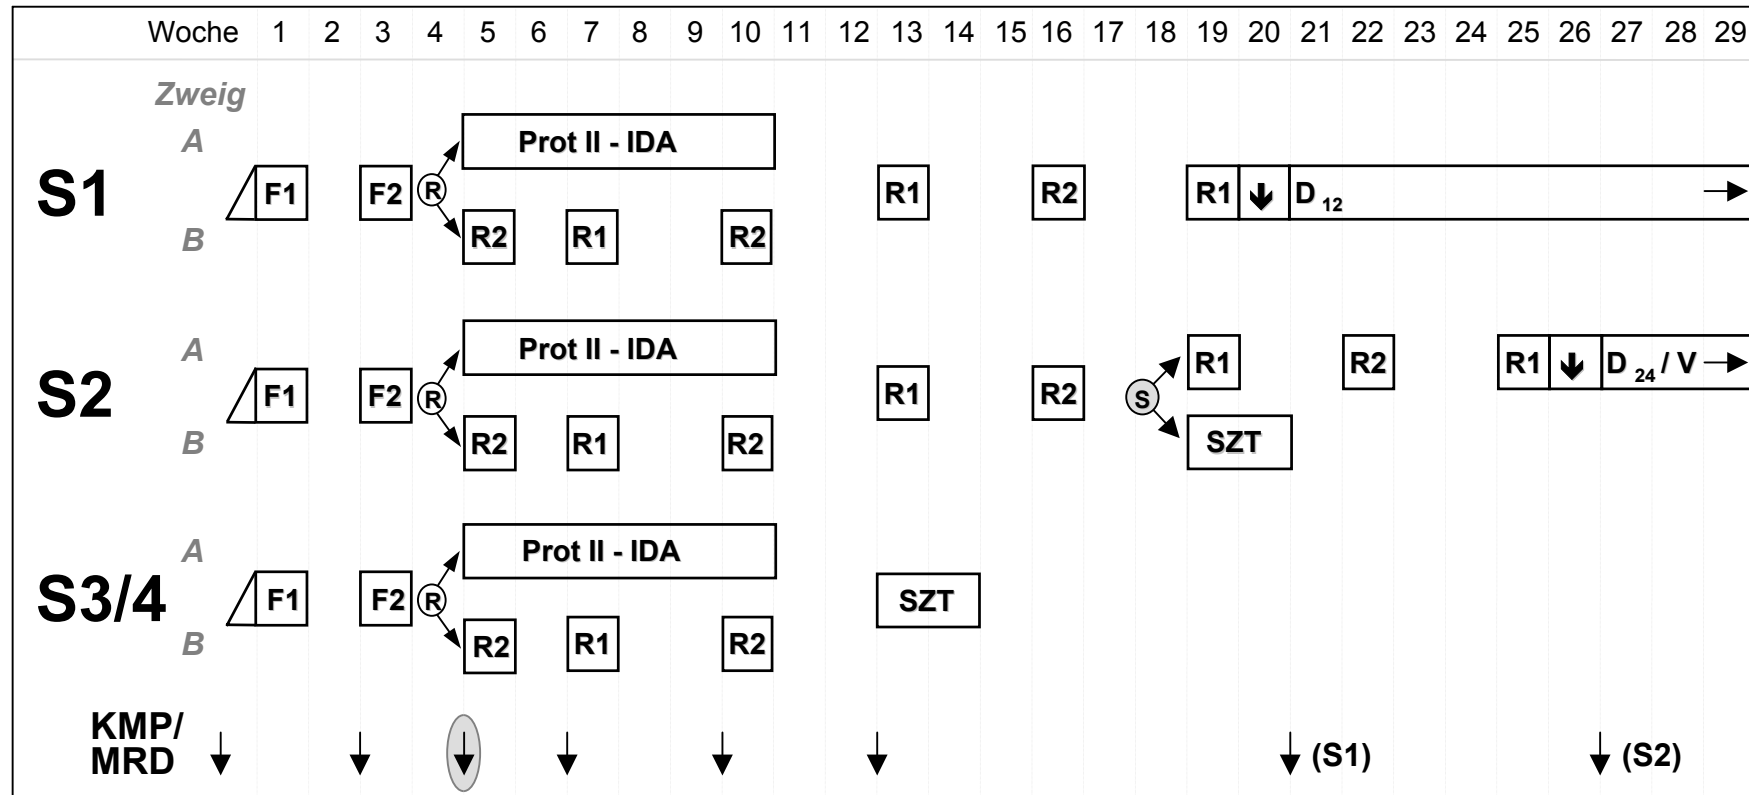 Woche 1 2 3 4 5 6 7 8 9 10 11 12 13 14 15 16 17 18 19 20 21 22 23 24 25 26 27 28 29
Zweig
A Prot II - IDA
S1 F1 F2 R R1 R2 R1 D 12
B R2 R1 R2
A Prot II - IDA R1 R2 R1 D 24 / V
S2 F1 F2 R R1 R2 S
B R2 R1 R2 SZT
A Prot II - IDA
S3/4 F1 F2 R SZT
B R2 R1 R2
KMP/
MRD (S1) (S2)